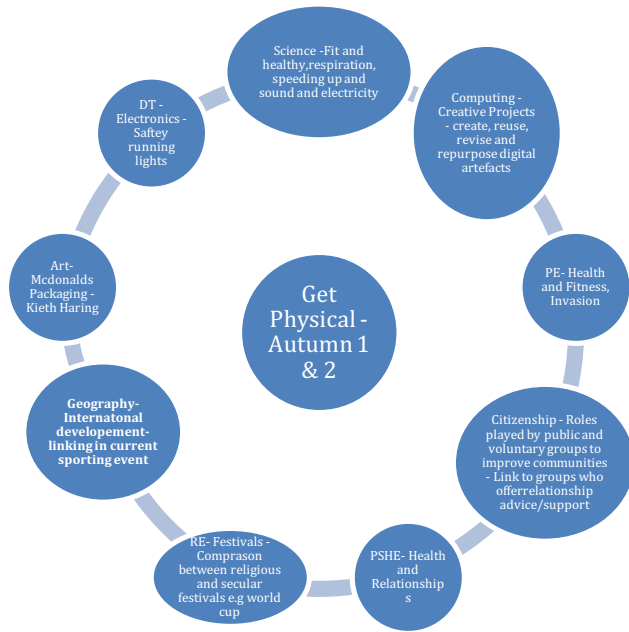 Science -Fit and
healthy,respiration,
speeding up and
sound and electricity
Computing -
Creative Projects
- create, reuse,
revise and
repurpose digital
artefacts
PE- Health
and Fitness,
Invasion
Citizenship - Roles
played by public and
voluntary groups to
improve communities
- Link to groups who
offerrelationship
advice/support
PSHE- Health
and
Relationship
s
RE- Festivals -
Comprason
between religious
and secular
festivals e.g world
cup
Geography-
Internatonal
developement-
linking in current
sporting event
Art-
Mcdonalds
Packaging -
Kieth Haring
DT -
Electronics -
Saftey
running
lights
Get
Physical -
Autumn 1
& 2